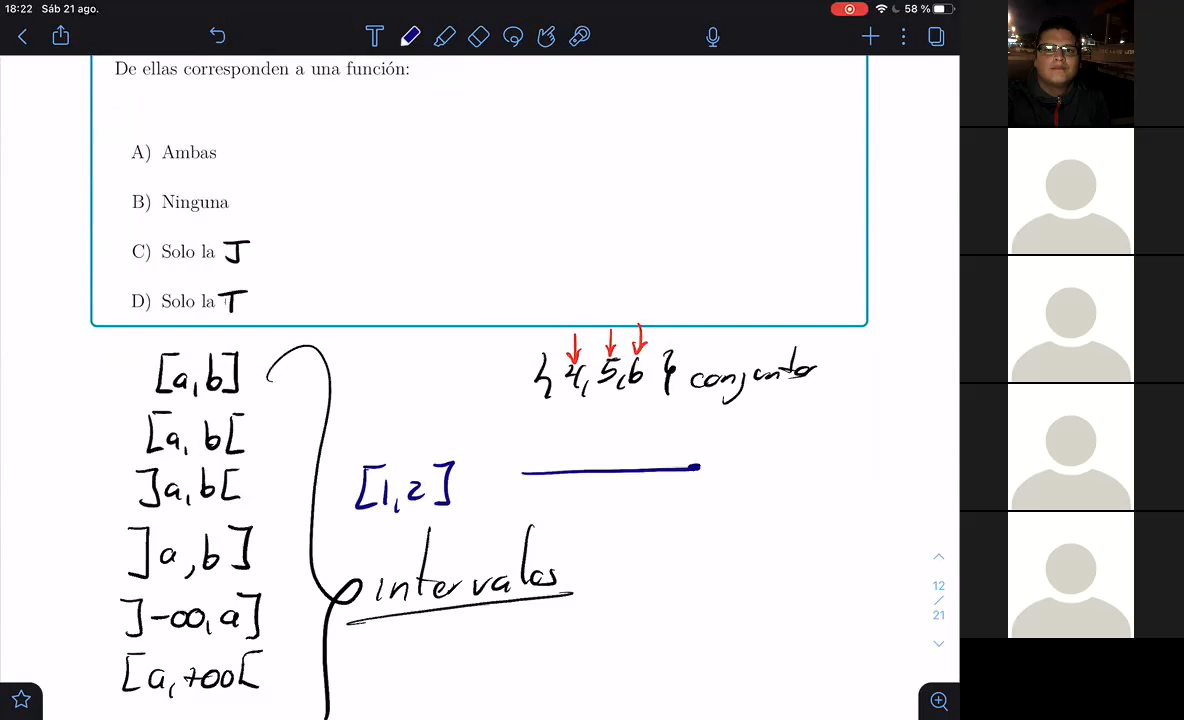 18:22 Sáb 21 ago. 58 %
De ellas corresponden a una función:
A) Ambas
B) Ninguna
C) Solo la J
D) Solo la T
[a,b]
{ 4,5,6 } conjuntos
[a, b[
]a,b[
[1,2]
]a,b]
intervalos
]-∞,a]
[a,+∞[
12
/
21